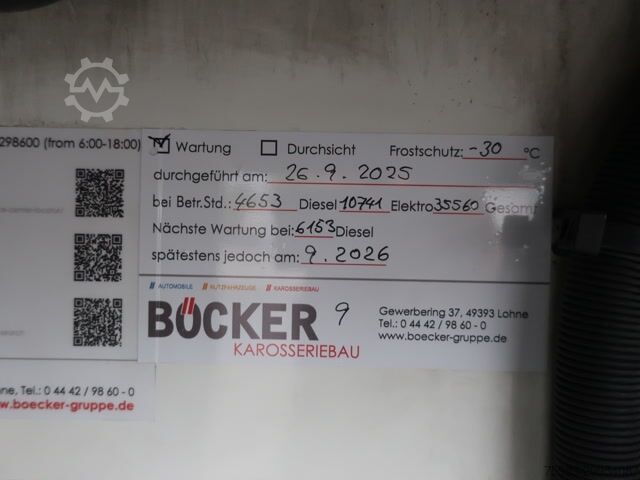 298600 (from 6:00-18:00)
Wartung Durchsicht Frostschutz: -30 °C
durchgeführt am: 26.9.2025
bei Betr.Std.: 4653 Diesel 10741 Elektro 35560 Gesamt
Nächste Wartung bei: 6153 Diesel
spätestens jedoch am: 9.2026
// AUTOMOBILE // NUTZFAHRZEUGE // KAROSSERIEBAU
BÖCKER 9
KAROSSERIEBAU
Gewerbering 37, 49393 Lohne
Tel.: 0 44 42 / 98 60 - 0
www.boecker-gruppe.de
hne, Tel.: 0 44 42 / 98 60 - 0
www.boecker-gruppe.de